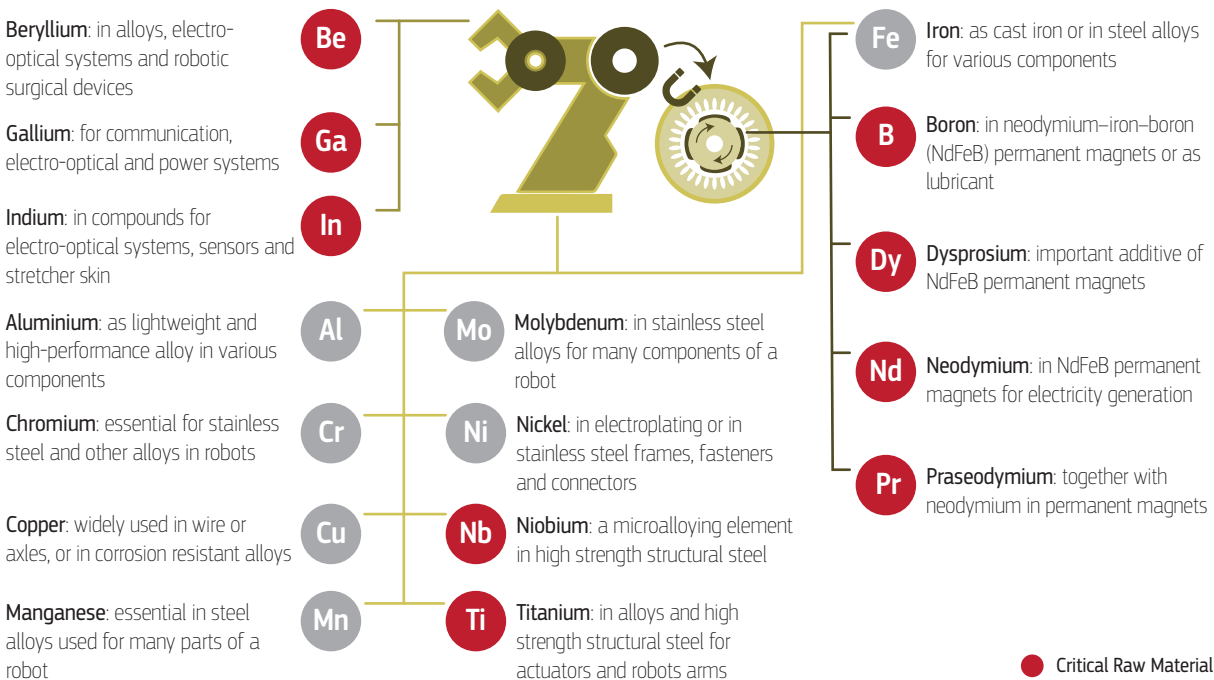 Beryllium: in alloys, electro-
optical systems and robotic
surgical devices
Be
Gallium: for communication,
electro-optical and power systems
Ga
Indium: in compounds for
electro-optical systems, sensors and
stretcher skin
In
Aluminium: as lightweight and
high-performance alloy in various
components
Al
Chromium: essential for stainless
steel and other alloys in robots
Cr
Copper: widely used in wire or
axles, or in corrosion resistant alloys
Cu
Manganese: essential in steel
alloys used for many parts of a
robot
Mn
Mo
Molybdenum: in stainless steel
alloys for many components of a
robot
Ni
Nickel: in electroplating or in
stainless steel frames, fasteners
and connectors
Nb
Niobium: a microalloying element
in high strength structural steel
Ti
Titanium: in alloys and high
strength structural steel for
actuators and robots arms
Fe
Iron: as cast iron or in steel alloys
for various components
B
Boron: in neodymium–iron–boron
(NdFeB) permanent magnets or as
lubricant
Dy
Dysprosium: important additive of
NdFeB permanent magnets
Nd
Neodymium: in NdFeB permanent
magnets for electricity generation
Pr
Praseodymium: together with
neodymium in permanent magnets
Critical Raw Material